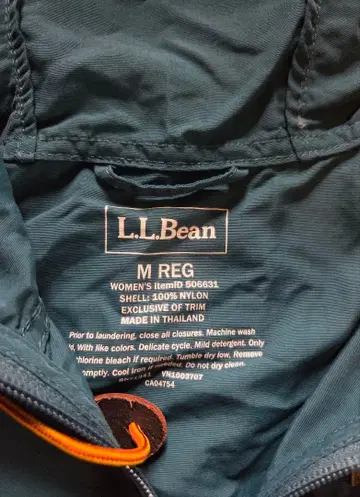 L.L.Bean
M REG
WOMEN'S ItemID 506631
SHELL: 100% NYLON
EXCLUSIVE OF TRIM
MADE IN THAILAND
Prior to laundering, close all closures. Machine wash
With like colors. Delicate cycle. Mild detergent. Only
chlorine bleach if required. Tumble dry low. Remove
promptly. Cool Iron if needed. Do not dry clean.
VN1003707
CA04754